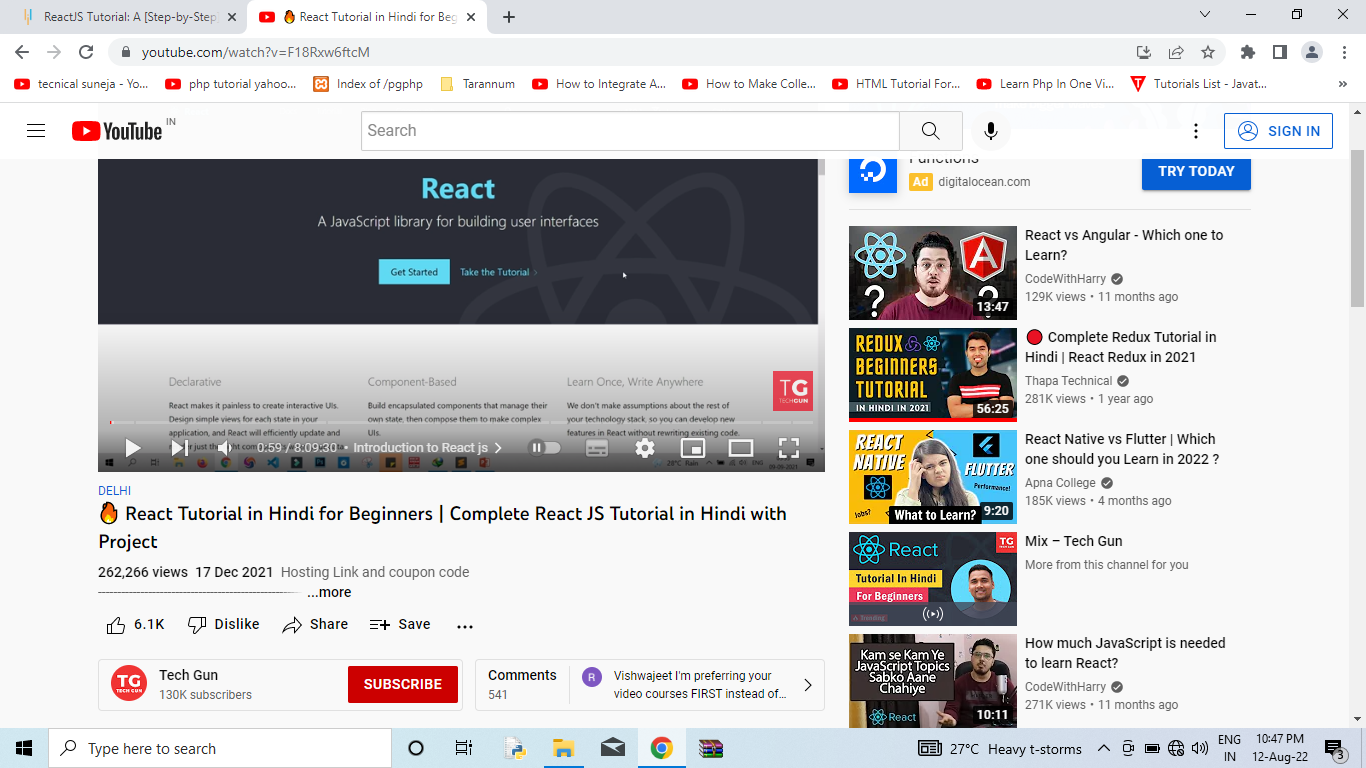 ReactJS Tutorial: A [Step-by-Step
🔥 React Tutorial in Hindi for Beg
youtube.com/watch?v=F18Rxw6ftcM
tecnical suneja - Yo...
php tutorial yahoo...
Index of /pgphp
Tarannum
How to Integrate A...
How to Make Colle...
HTML Tutorial For...
Learn Php In One Vi...
Tutorials List - Javat...
»
YouTube IN
Search
SIGN IN
React
A JavaScript library for building user interfaces
Get Started
Take the Tutorial
Declarative
React makes it painless to create interactive UIs.
Design simple views for each state in your
application, and React will efficiently update and
Component-Based
Build encapsulated components that manage their
own state, then compose them to make complex
UIs.
Learn Once, Write Anywhere
We don't make assumptions about the rest of
your technology stack, so you can develop new
features in React without rewriting existing code.
TG
TECHGUN
0:59 / 8:09:30 • Introduction to React js
DELHI
🔥 React Tutorial in Hindi for Beginners | Complete React JS Tutorial in Hindi with
Project
262,266 views 17 Dec 2021 Hosting Link and coupon code
...more
6.1K
Dislike
Share
Save
TG
TECH GUN
Tech Gun
130K subscribers
SUBSCRIBE
Comments
541
R
Vishwajeet I'm preferring your
video courses FIRST instead of...
Functions
Ad digitalocean.com
TRY TODAY
? ?
13:47
React vs Angular - Which one to
Learn?
CodeWithHarry
129K views • 11 months ago
REDUX
BEGINNERS
TUTORIAL
IN HINDI IN 2021
56:25
🔴 Complete Redux Tutorial in
Hindi | React Redux in 2021
Thapa Technical
281K views • 1 year ago
REACT
NATIVE
VS
FLUTTER
Performance!
Jobs?
What to Learn?
9:20
React Native vs Flutter | Which
one should you Learn in 2022 ?
Apna College
185K views • 4 months ago
React
TG
Tutorial In Hindi
For Beginners
Trending
Mix – Tech Gun
More from this channel for you
Kam se Kam Ye
JavaScript Topics
Sabko Aane
Chahiye
React
10:11
How much JavaScript is needed
to learn React?
CodeWithHarry
271K views • 11 months ago
Type here to search
27°C Heavy t-storms
ENG
IN
10:47 PM
12-Aug-22
3